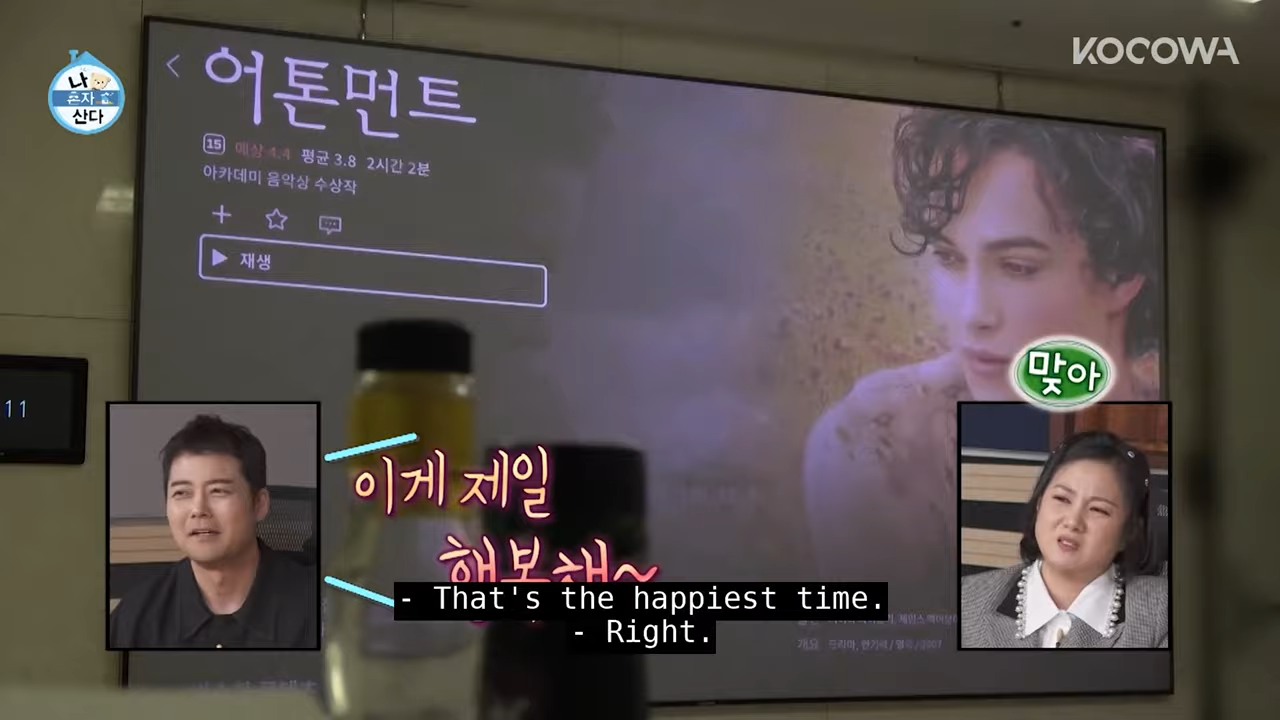 KOCOWA
나
혼자
산다
어톤먼트
15 예상 4.4 평균 3.8 2시간 2분
아카데미 음악상 수상작
재생
11
맞아
이게 제일
행복해~
- That's the happiest time.
- Right.
개요